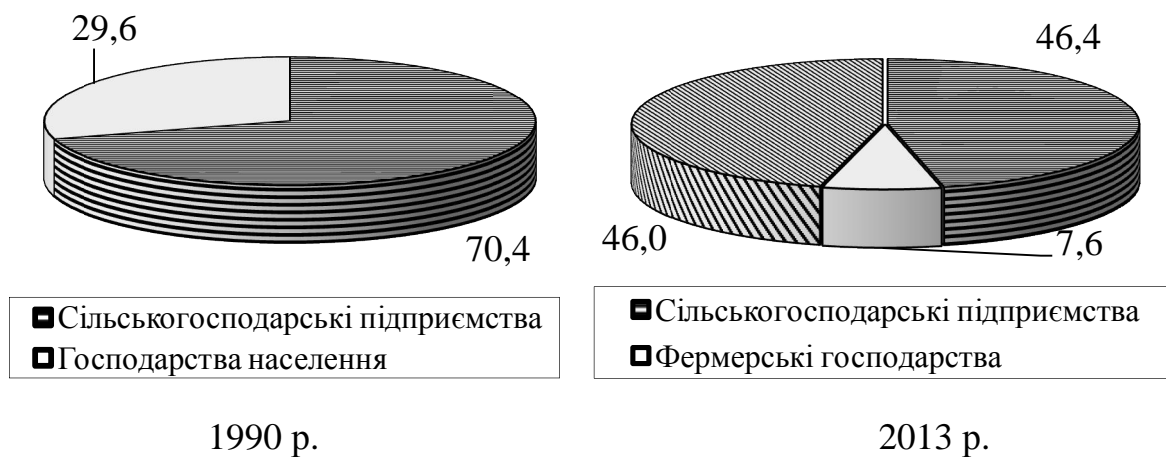 29,6
70,4
Сільськогосподарські підприємства
Господарства населення
1990 р.
46,4
46,0
7,6
Сільськогосподарські підприємства
Фермерські господарства
2013 р.